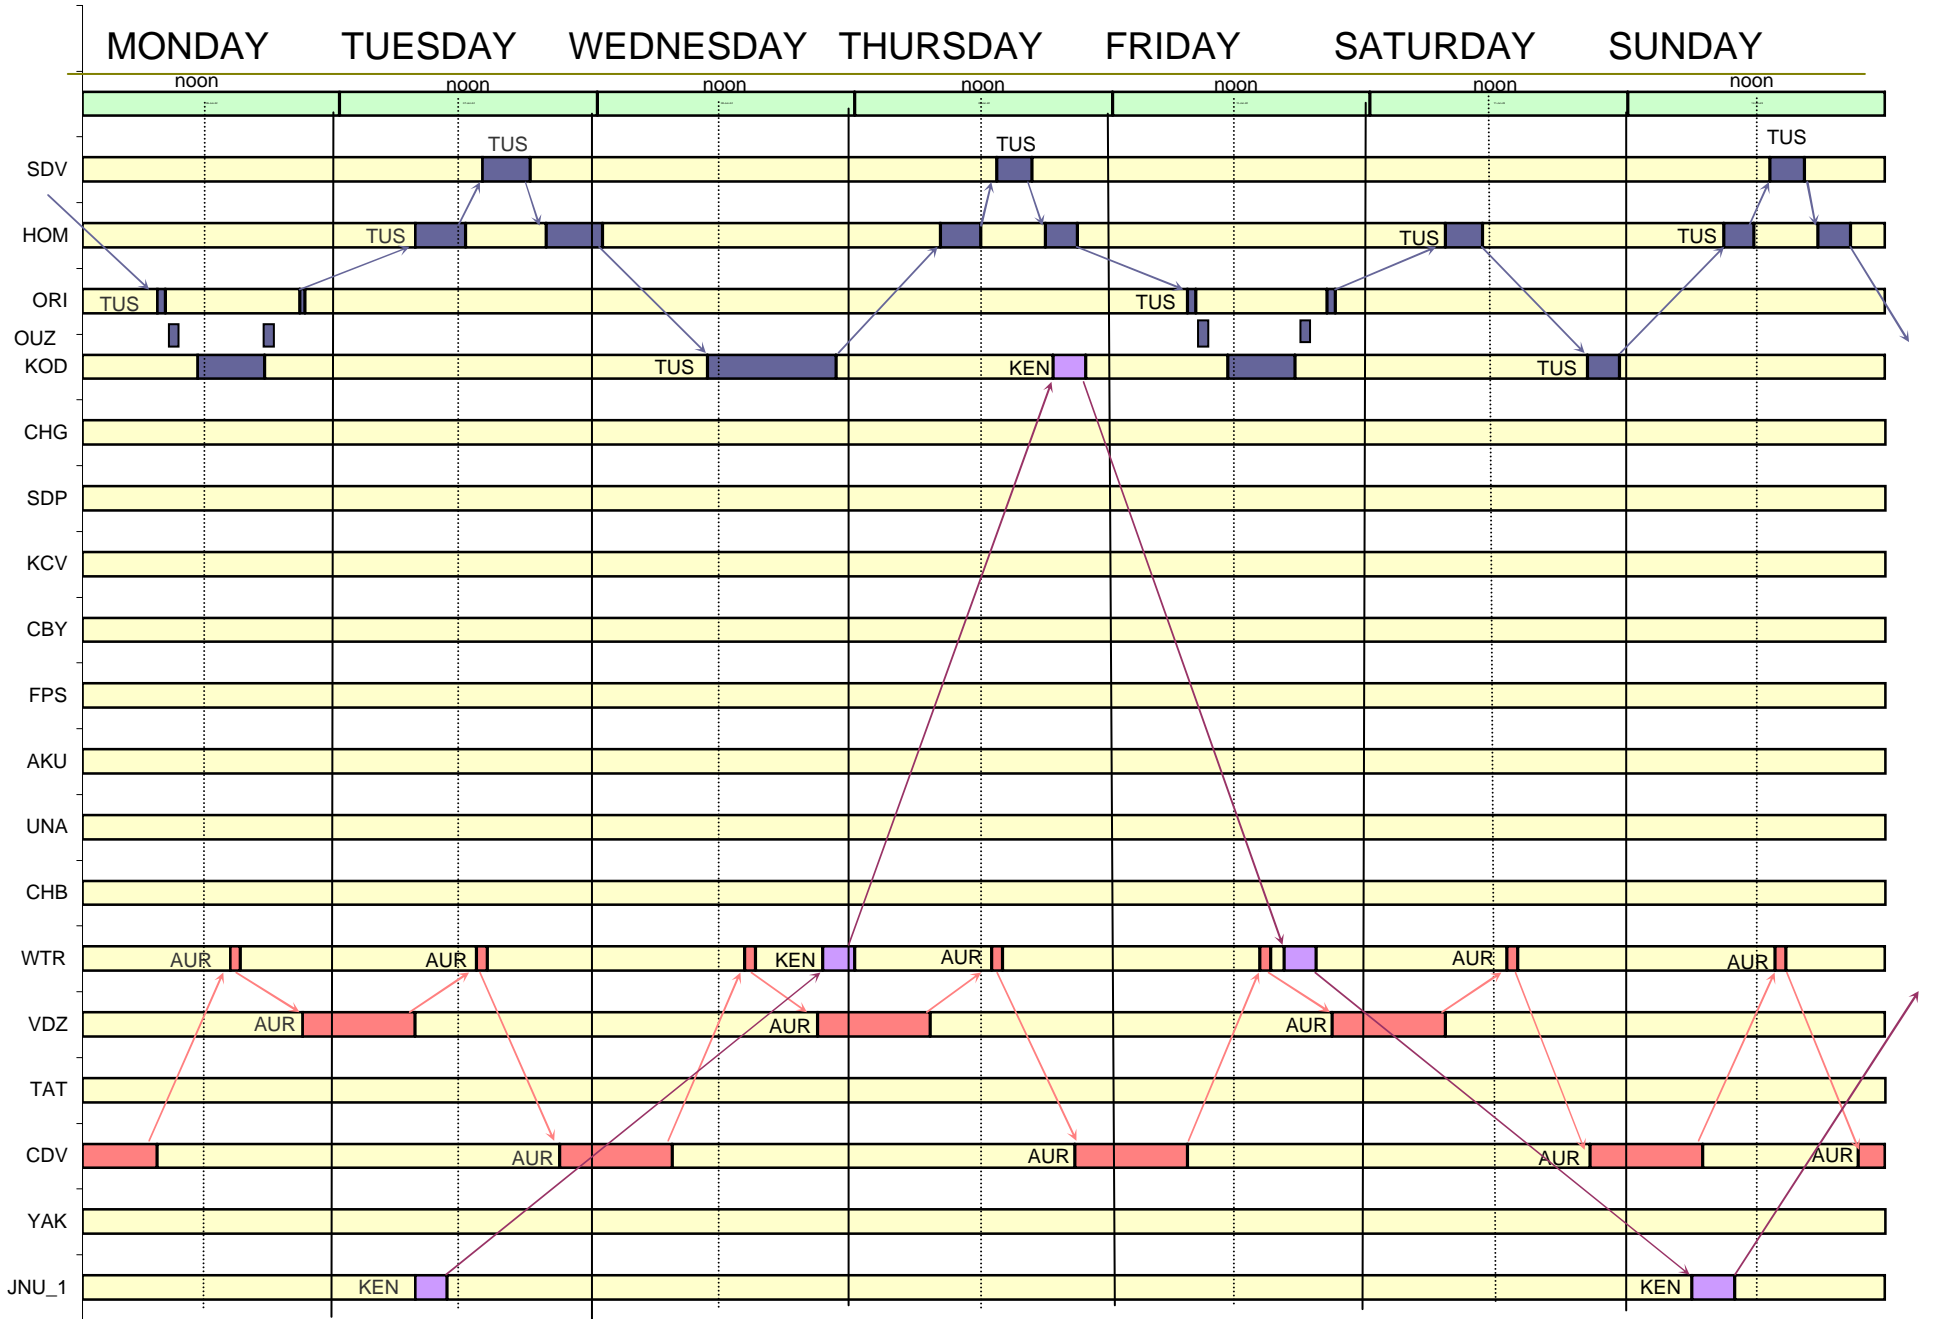 MONDAY TUESDAY WEDNESDAY THURSDAY FRIDAY SATURDAY SUNDAY
noon noon noon noon noon noon noon
TUS TUS TUS
SDV
HOM TUS TUS TUS
ORI TUS TUS
OUZ
KOD TUS KEN TUS
CHG
SDP
KCV
CBY
FPS
AKU
UNA
CHB
WTR AUR AUR KEN AUR AUR AUR
VDZ AUR AUR AUR
TAT
CDV AUR AUR AUR AUR
YAK
JNU_1 KEN KEN